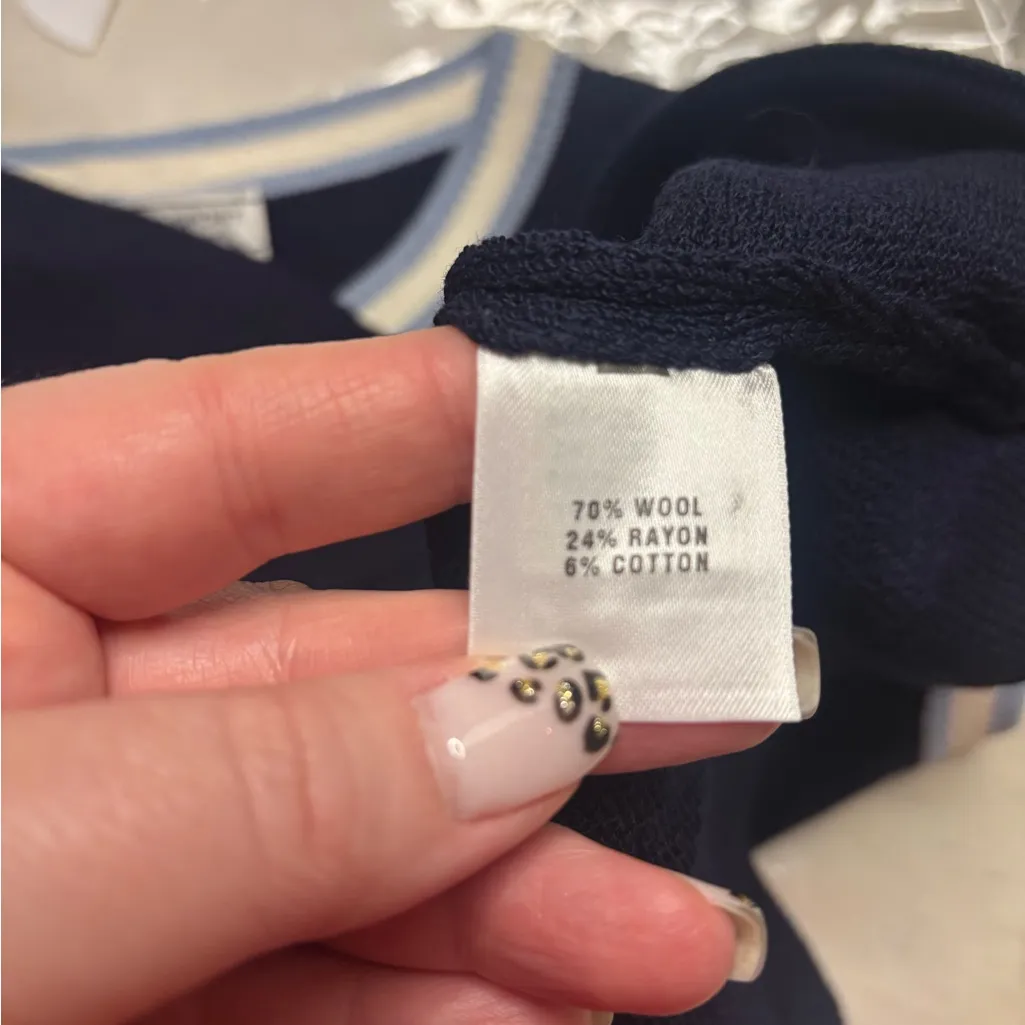 70% WOOL
24% RAYON
6% COTTON